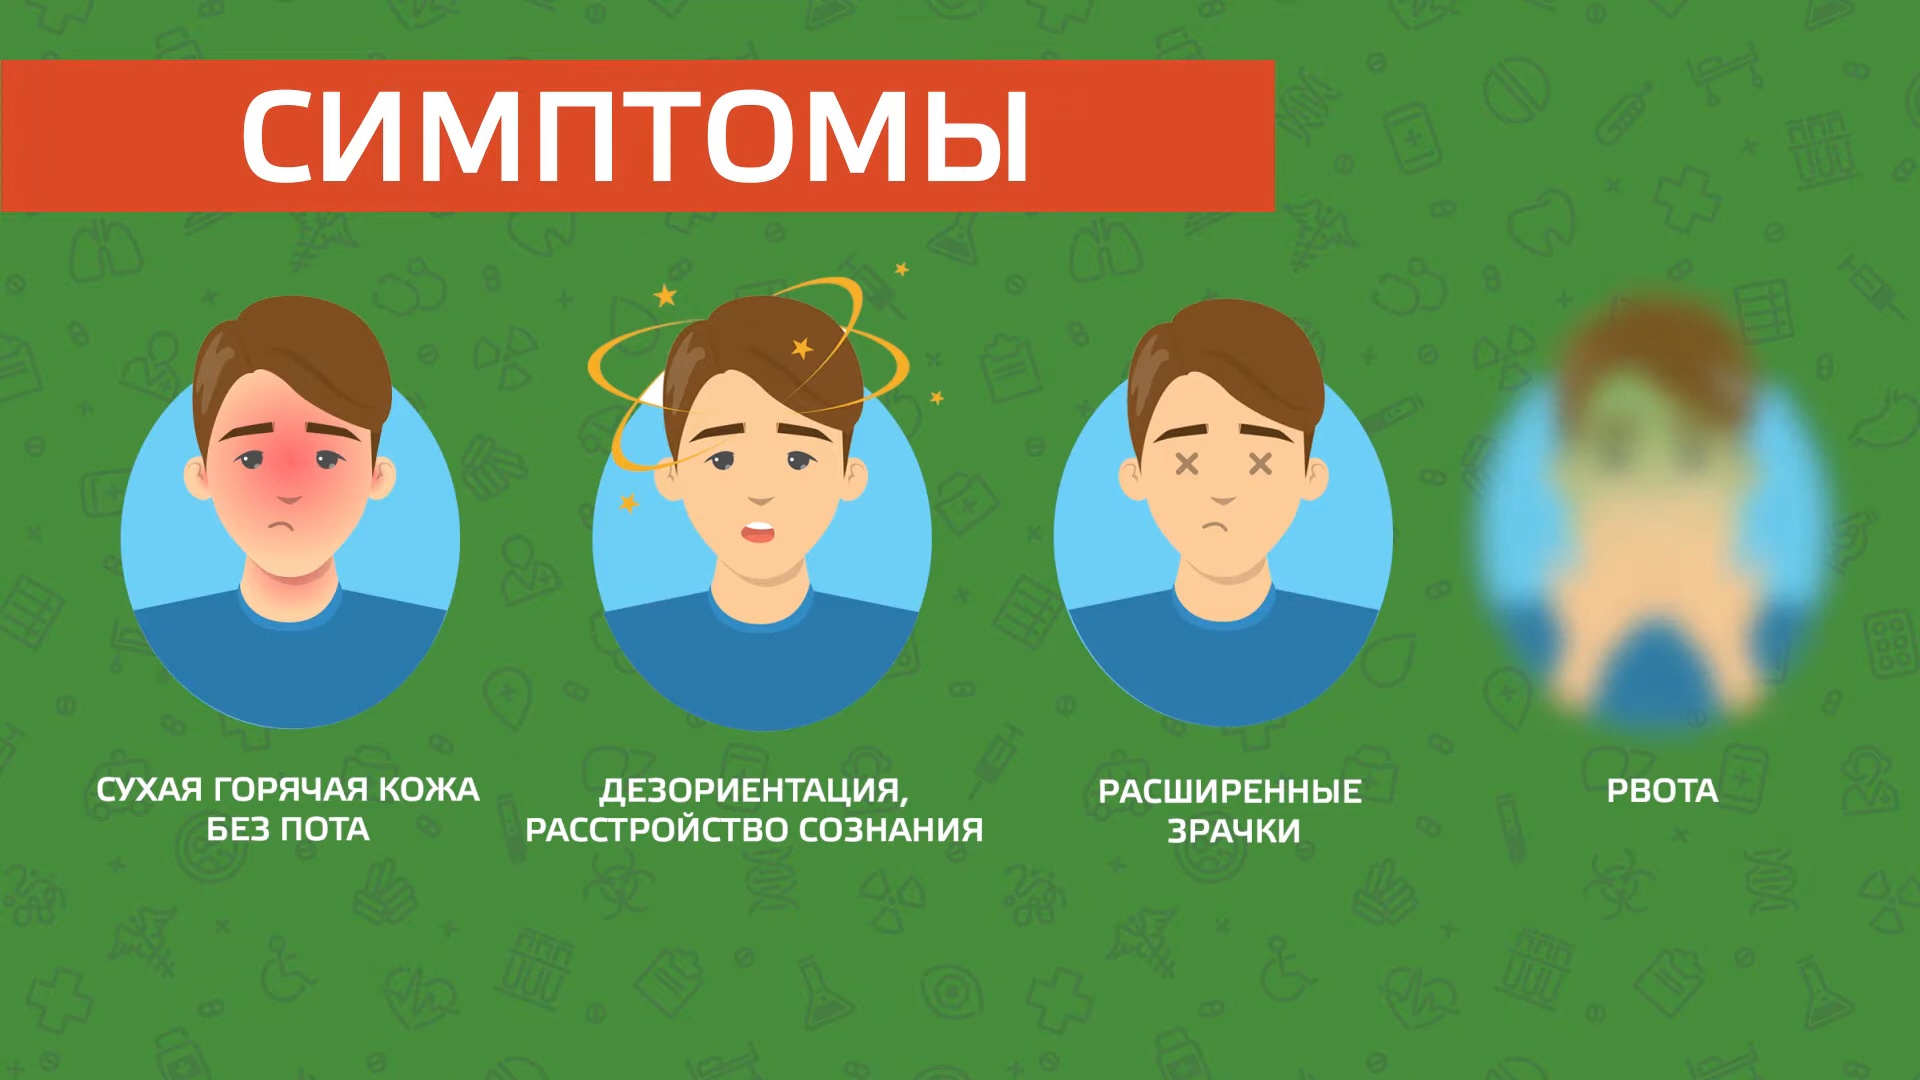 СИМПТОМЫ
СУХАЯ ГОРЯЧАЯ КОЖА
БЕЗ ПОТА
ДЕЗОРИЕНТАЦИЯ,
РАССТРОЙСТВО СОЗНАНИЯ
РАСШИРЕННЫЕ
ЗРАЧКИ
РВОТА